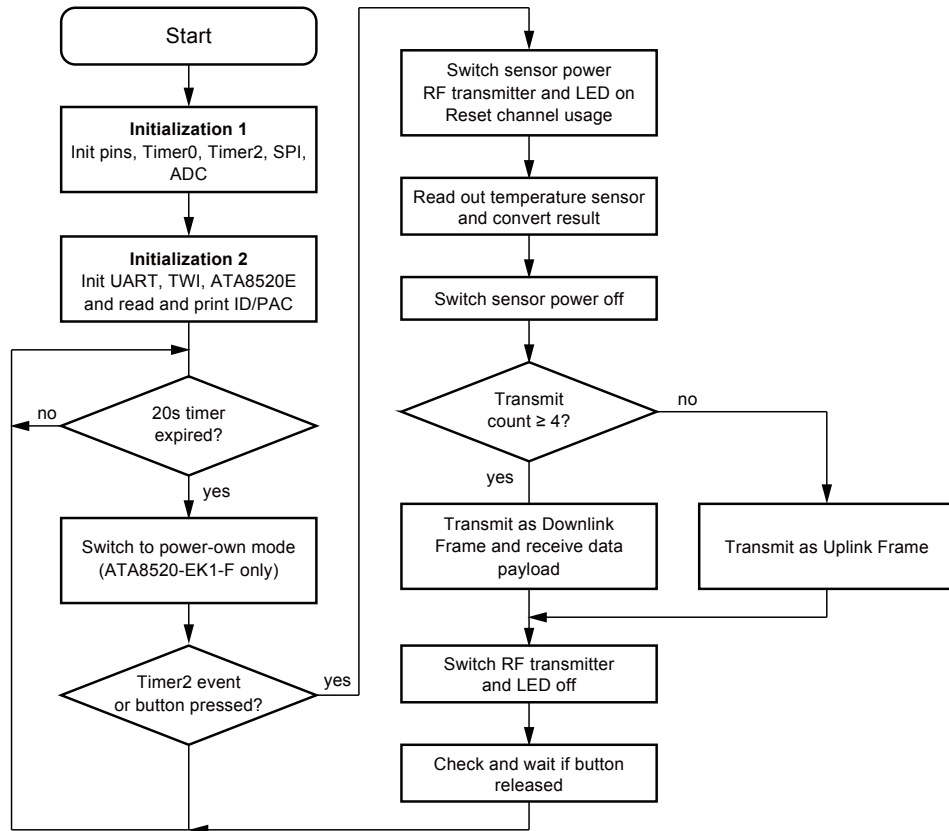 Start
Initialization 1
Init pins, Timer0, Timer2, SPI,
ADC
Initialization 2
Init UART, TWI, ATA8520E
and read and print ID/PAC
no
20s timer
expired?
yes
Switch to power-own mode
(ATA8520-EK1-F only)
Timer2 event
or button pressed?
yes
Switch sensor power
RF transmitter and LED on
Reset channel usage
Read out temperature sensor
and convert result
Switch sensor power off
Transmit
count ≥ 4?
no
yes
Transmit as Downlink
Frame and receive data
payload
Transmit as Uplink Frame
Switch RF transmitter
and LED off
Check and wait if button
released